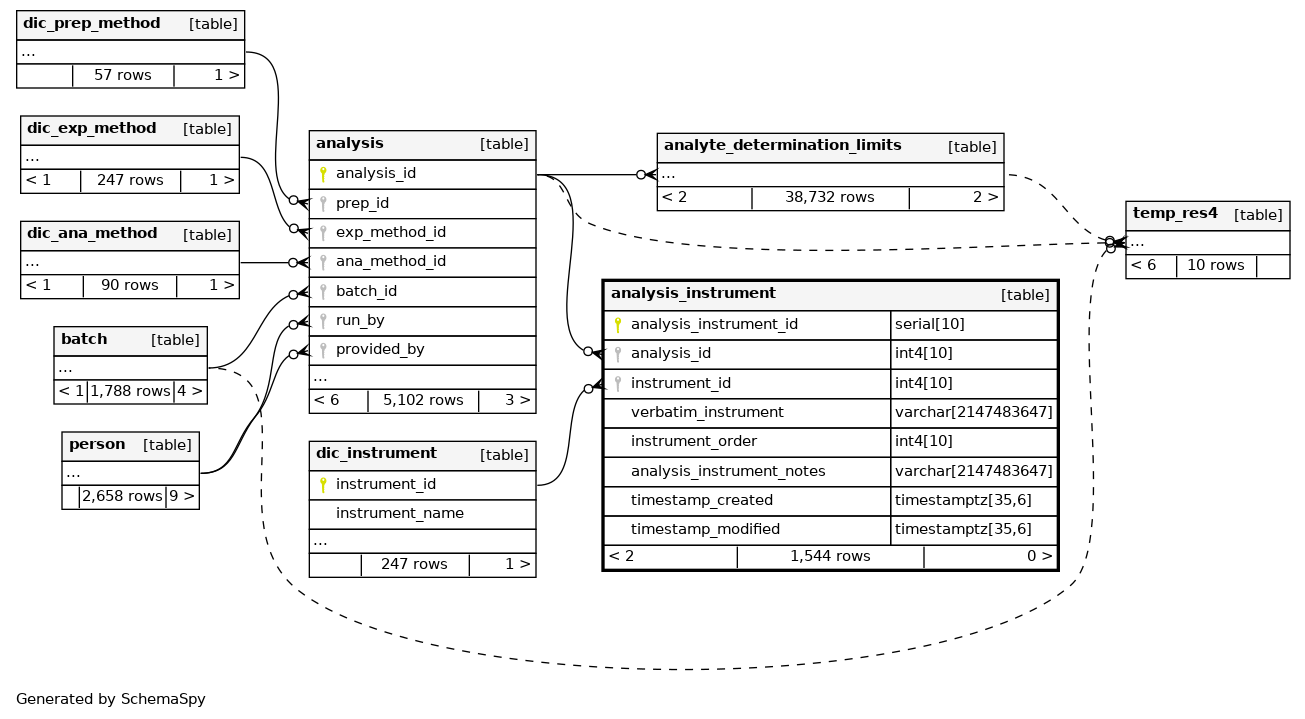 dic_prep_method [table]
...
57 rows 1 >
dic_exp_method [table]
...
< 1 247 rows 1 >
dic_ana_method [table]
...
< 1 90 rows 1 >
batch [table]
...
< 1 1,788 rows 4 >
person [table]
...
2,658 rows 9 >
analysis [table]
analysis_id
prep_id
exp_method_id
ana_method_id
batch_id
run_by
provided_by
...
< 6 5,102 rows 3 >
dic_instrument [table]
instrument_id
instrument_name
...
247 rows 1 >
analyte_determination_limits [table]
...
< 2 38,732 rows 2 >
analysis_instrument [table]
analysis_instrument_id serial[10]
analysis_id int4[10]
instrument_id int4[10]
verbatim_instrument varchar[2147483647]
instrument_order int4[10]
analysis_instrument_notes varchar[2147483647]
timestamp_created timestamptz[35,6]
timestamp_modified timestamptz[35,6]
< 2 1,544 rows 0 >
temp_res4 [table]
...
< 6 10 rows
Generated by SchemaSpy